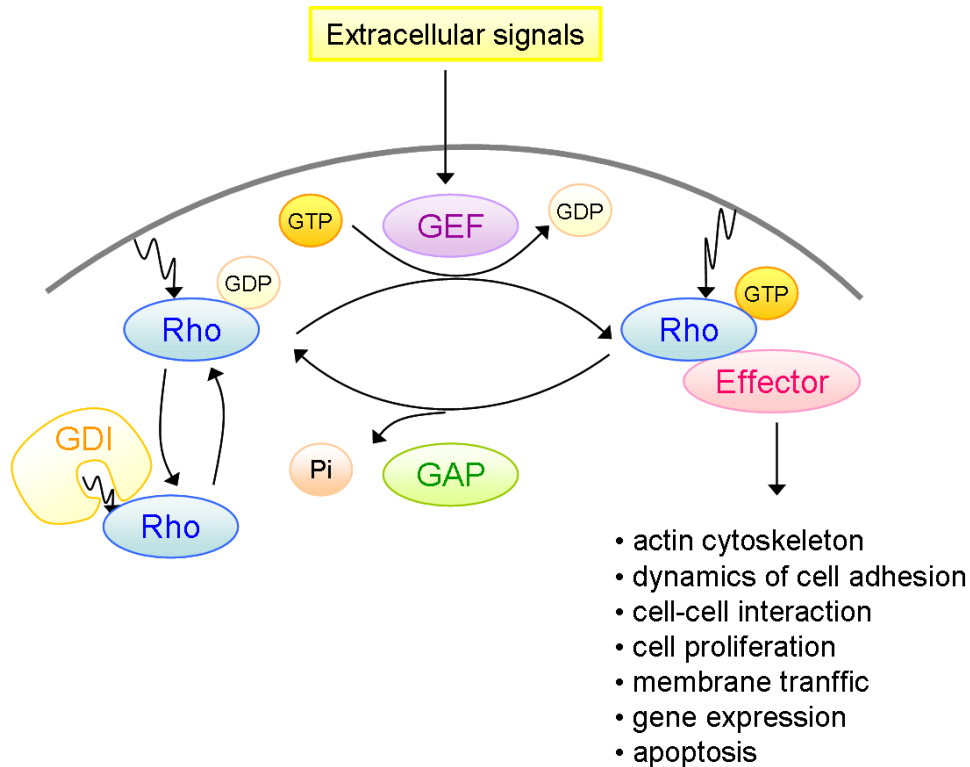 Extracellular signals
GTP
GEF
GDP
GDP
Rho
GTP
Rho
Effector
GDI
Rho
Pi
GAP
• actin cytoskeleton
• dynamics of cell adhesion
• cell-cell interaction
• cell proliferation
• membrane tranffic
• gene expression
• apoptosis